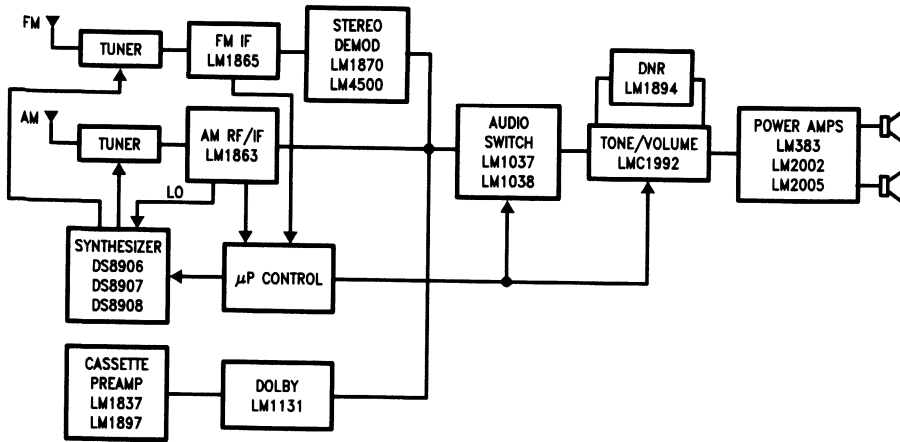 FM
TUNER
FM IF
LM1865
STEREO
DEMOD
LM1870
LM4500
AM
TUNER
AM RF/IF
LM1863
LO
SYNTHESIZER
DS8906
DS8907
DS8908
μP CONTROL
CASSETTE
PREAMP
LM1837
LM1897
DOLBY
LM1131
AUDIO
SWITCH
LM1037
LM1038
DNR
LM1894
TONE/VOLUME
LMC1992
POWER AMPS
LM383
LM2002
LM2005